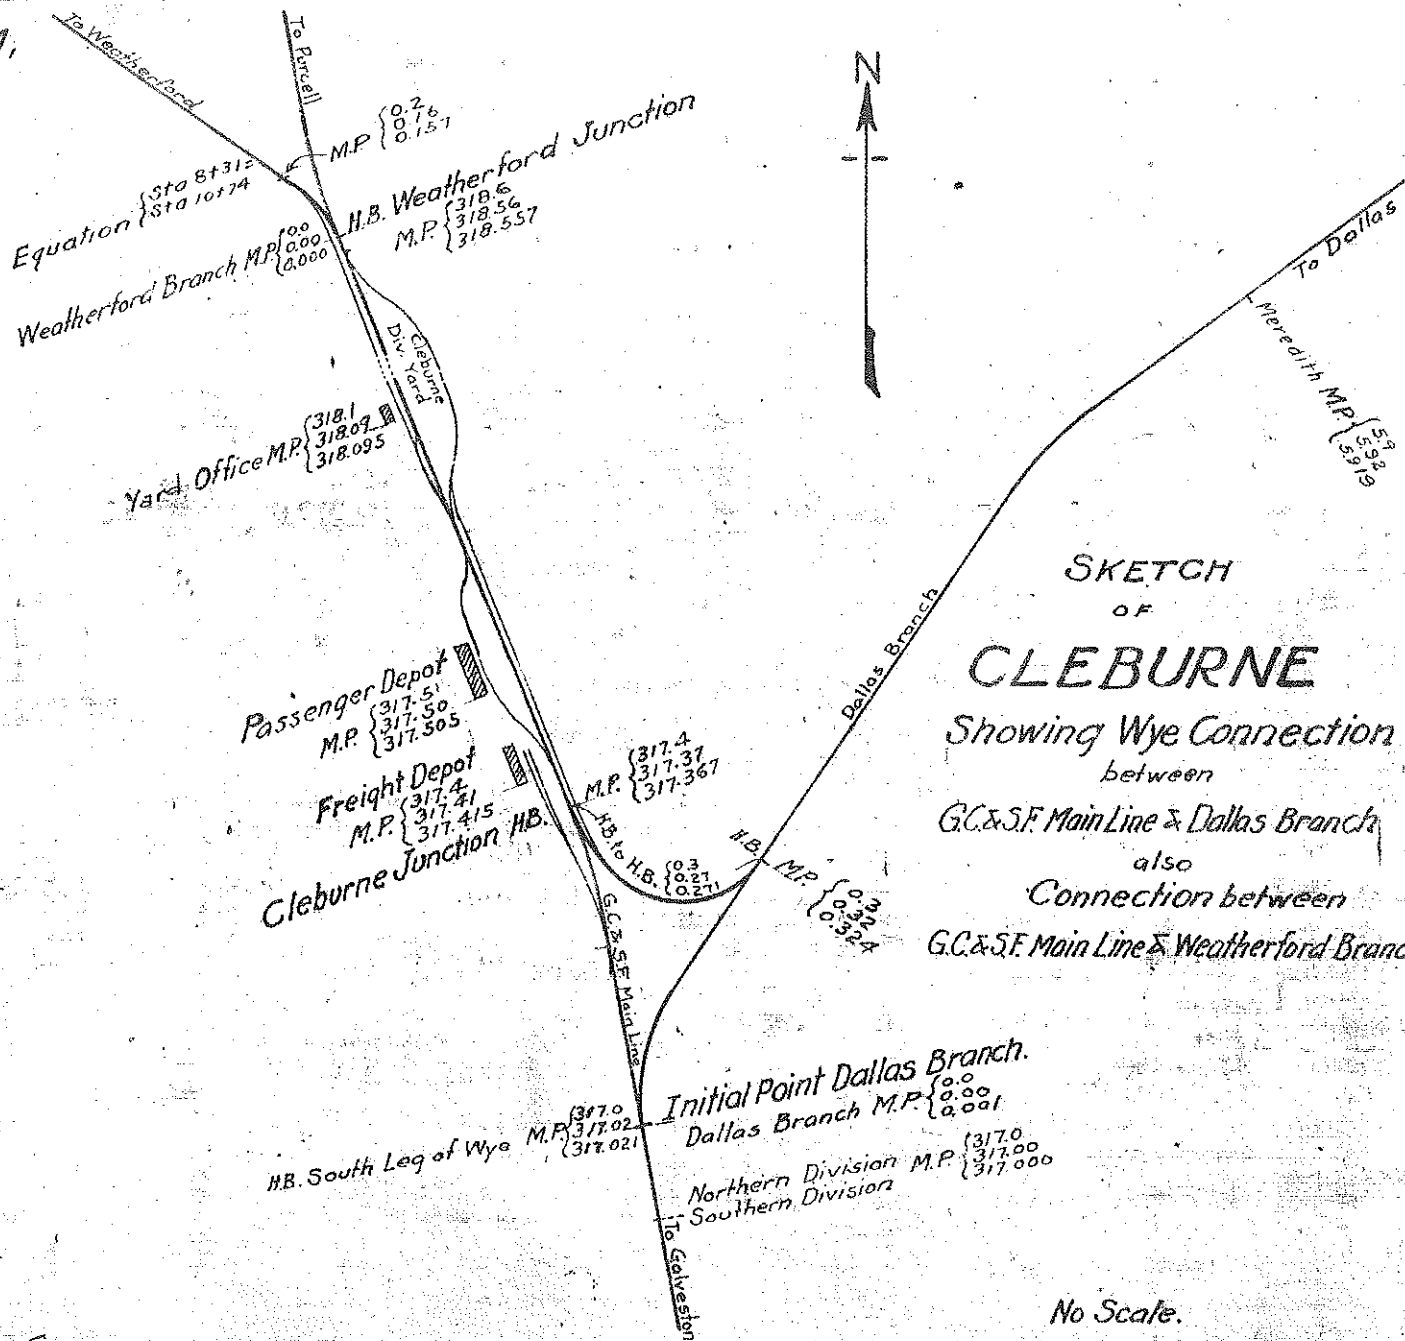 To Weatherford
To Purcell
N
M.P. { 0.2
0.16
0.157
Equation { Sta 8+31=
Sta 10+74
H.B. Weatherford Junction
M.P. { 318.6
318.56
318.557
Weatherford Branch M.P. { 0.0
0.00
0.000
To Dallas
Meredith M.P. { 5.9
5.92
5.919
Cleburne
Div. Yard
Yard Office M.P. { 318.1
318.09
318.095
SKETCH
OF
CLEBURNE
Showing Wye Connection
between
G.C.&S.F. Main Line & Dallas Branch
also
Connection between
G.C.&S.F. Main Line & Weatherford Branc
Dallas Branch
Passenger Depot
M.P. { 317.5
317.50
317.505
Freight Depot
M.P. { 317.4
317.41
317.415
Cleburne Junction H.B.
M.P. { 317.4
317.37
317.367
H.B. to H.B. { 0.3
0.27
0.271
H.B.
M.P. { 0.3
0.32
0.324
G.C.&S.F. Main Line
Initial Point Dallas Branch.
Dallas Branch M.P. { 0.0
0.00
0.001
H.B. South Leg of Wye M.P. { 317.0
317.02
317.021
Northern Division M.P. { 317.0
Southern Division 317.00
317.000
To Galveston
No Scale.